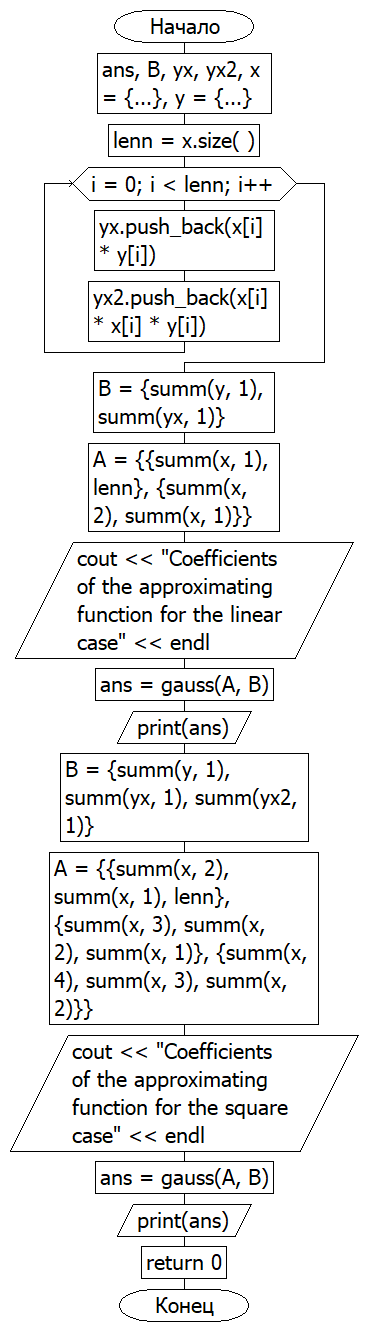 Начало
ans, B, yx, yx2, x
= {...}, y = {...}
lenn = x.size( )
i = 0; i < lenn; i++
yx.push_back(x[i]
* y[i])
yx2.push_back(x[i]
* x[i] * y[i])
B = {summ(y, 1),
summ(yx, 1)}
A = {{summ(x, 1),
lenn}, {summ(x,
2), summ(x, 1)}}
cout << "Coefficients
of the approximating
function for the linear
case" << endl
ans = gauss(A, B)
print(ans)
B = {summ(y, 1),
summ(yx, 1), summ(yx2,
1)}
A = {{summ(x, 2),
summ(x, 1), lenn},
{summ(x, 3), summ(x,
2), summ(x, 1)}, {summ(x,
4), summ(x, 3), summ(x,
2)}}
cout << "Coefficients
of the approximating
function for the square
case" << endl
ans = gauss(A, B)
print(ans)
return 0
Конец